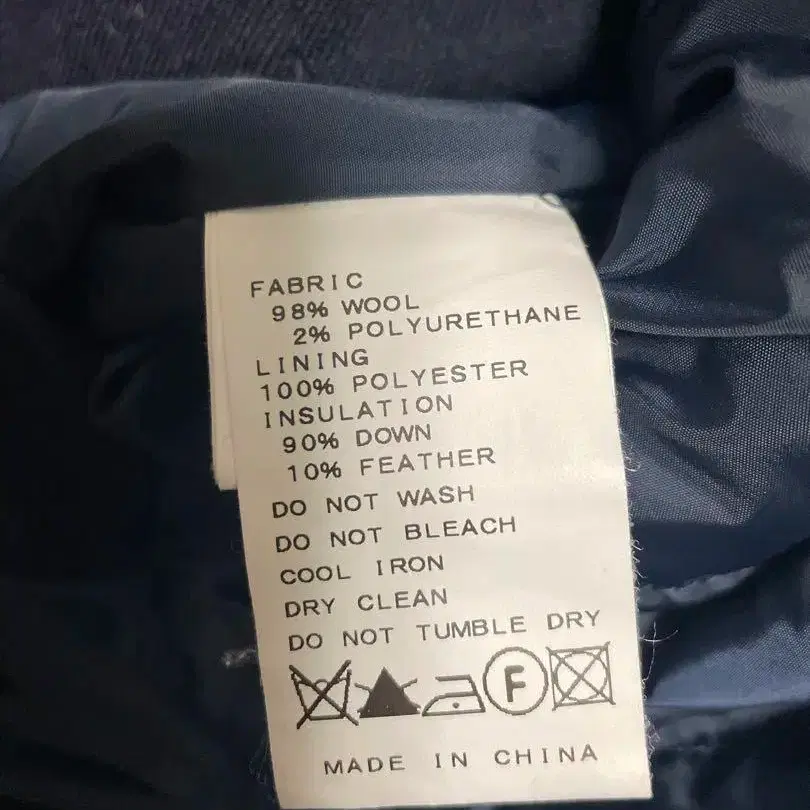 FABRIC
98% WOOL
2% POLYURETHANE
LINING
100% POLYESTER
INSULATION
90% DOWN
10% FEATHER
DO NOT WASH
DO NOT BLEACH
COOL IRON
DRY CLEAN
DO NOT TUMBLE DRY
F
MADE IN CHINA